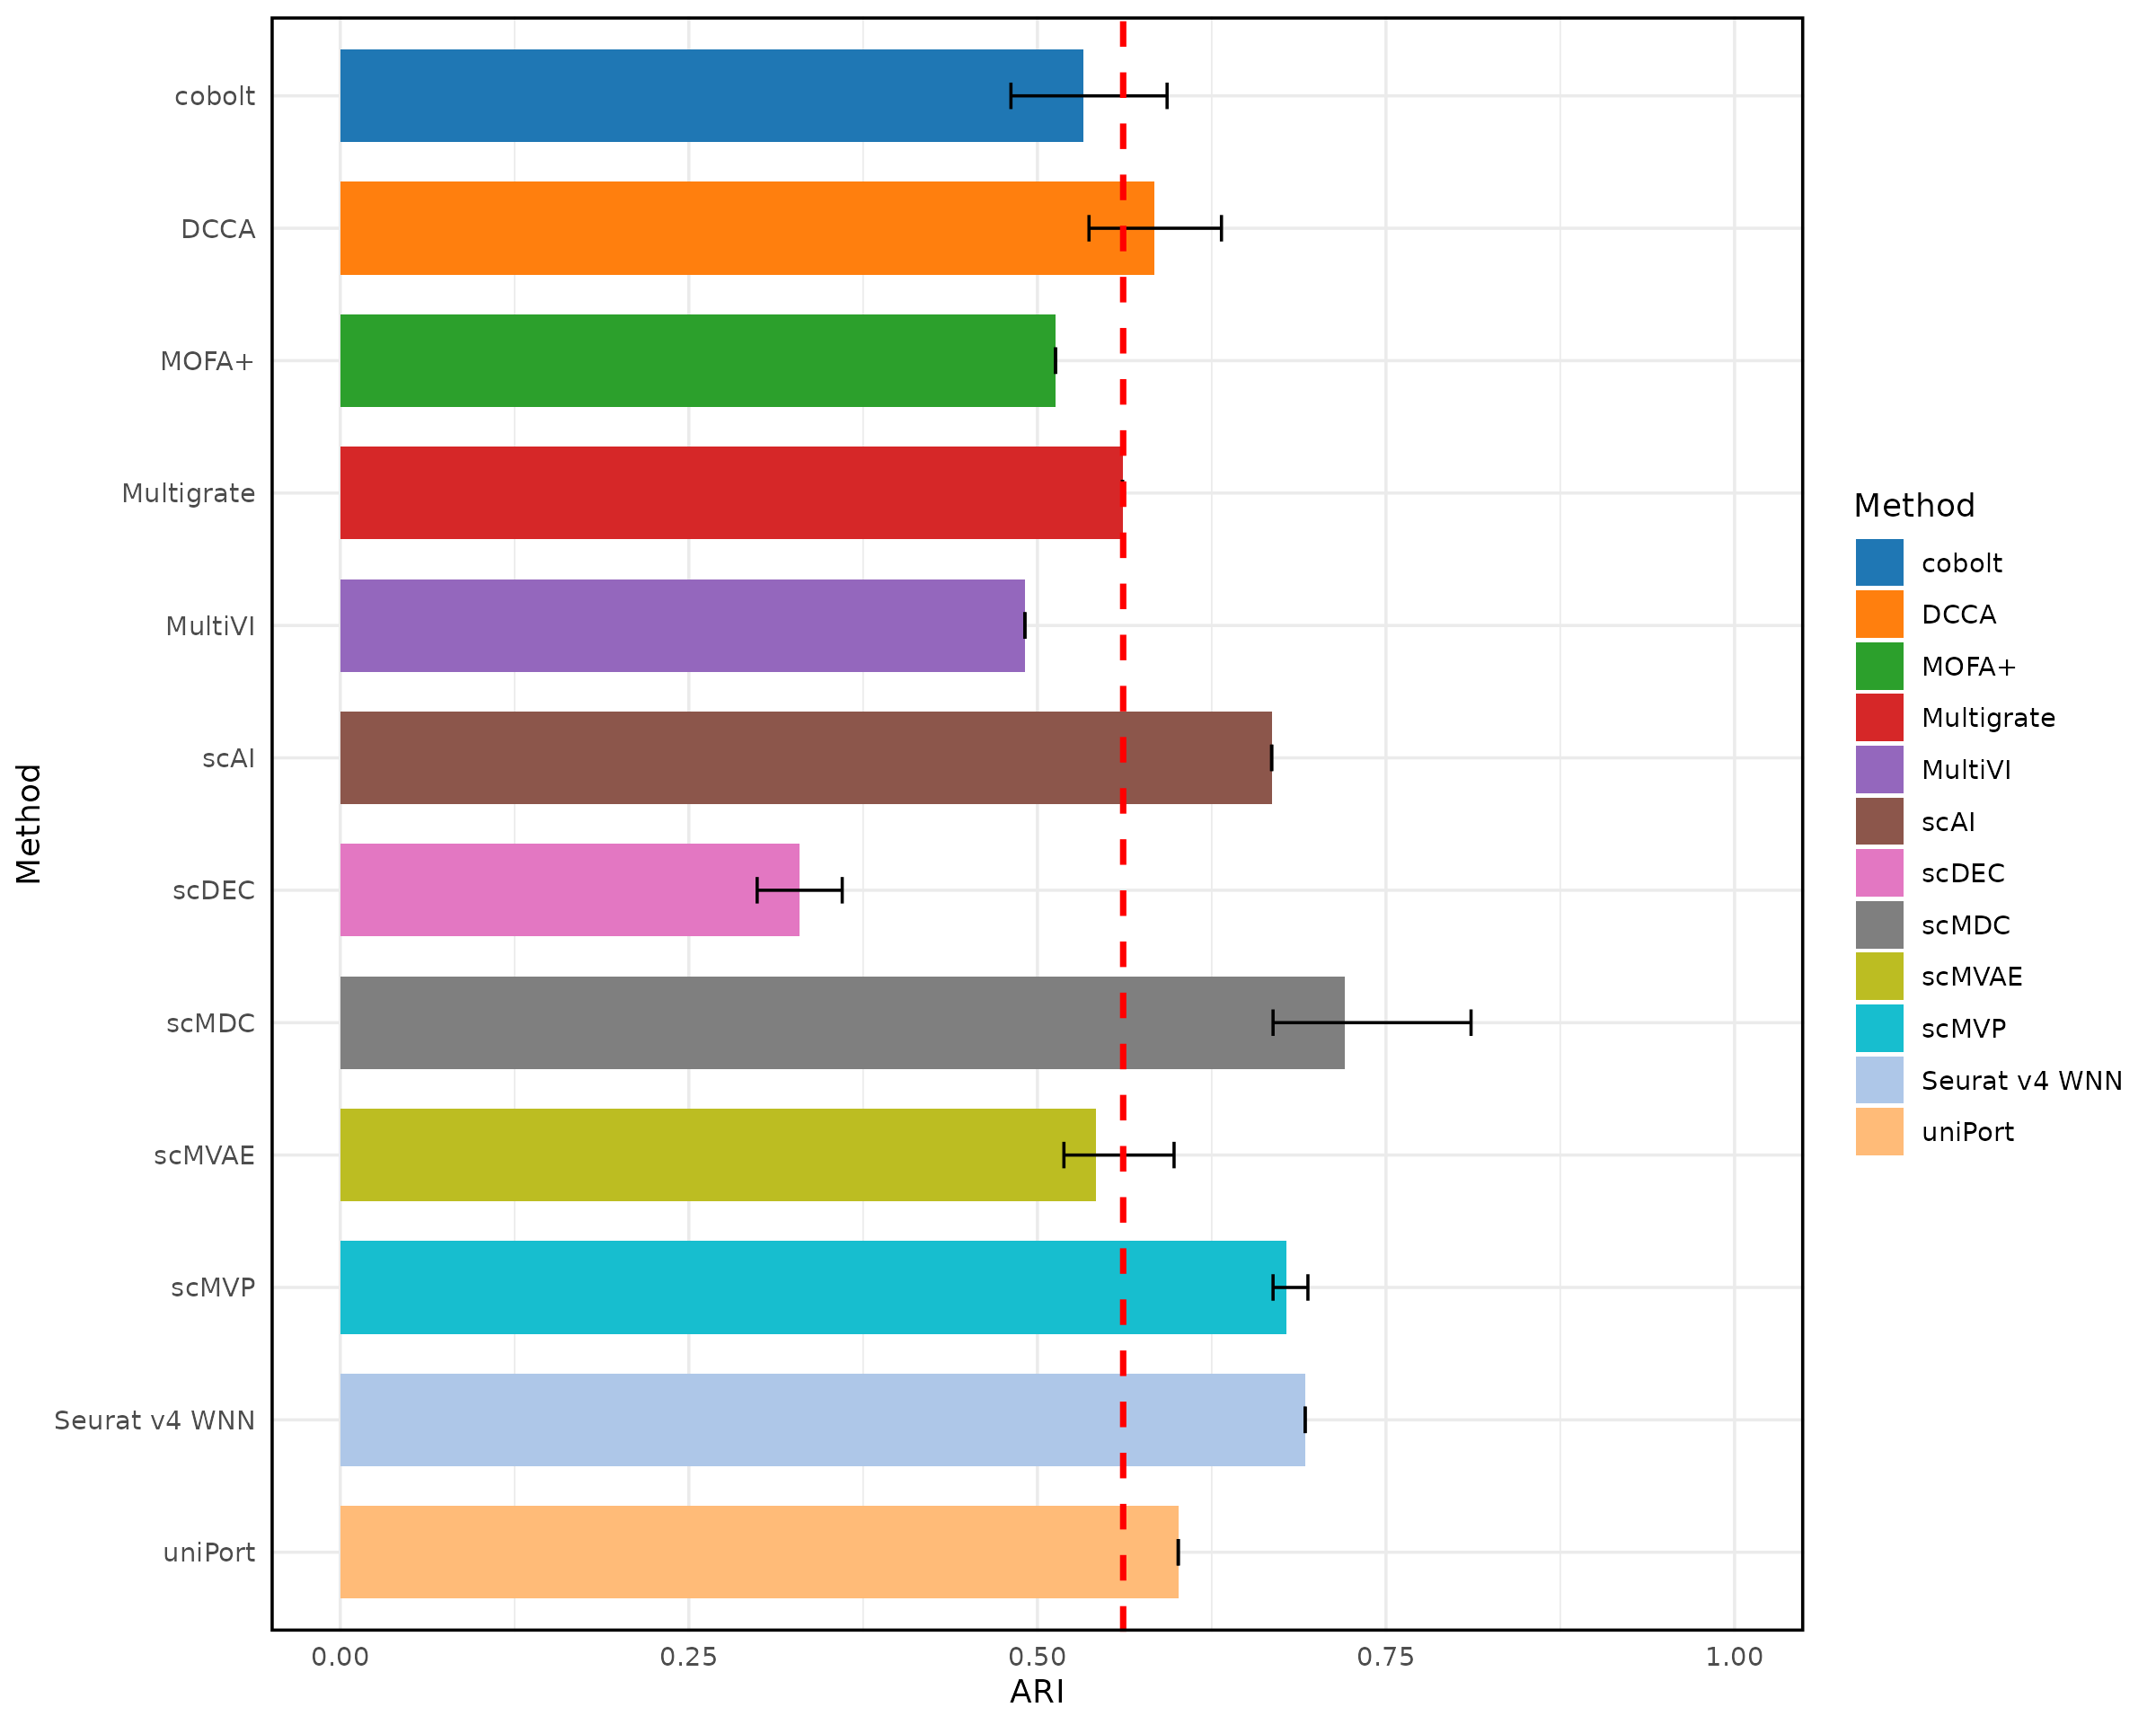 Method
cobolt
DCCA
MOFA+
Multigrate
MultiVI
scAI
scDEC
scMDC
scMVAE
scMVP
Seurat v4 WNN
uniPort
0.00 0.25 0.50 0.75 1.00
ARI
Method
cobolt
DCCA
MOFA+
Multigrate
MultiVI
scAI
scDEC
scMDC
scMVAE
scMVP
Seurat v4 WNN
uniPort